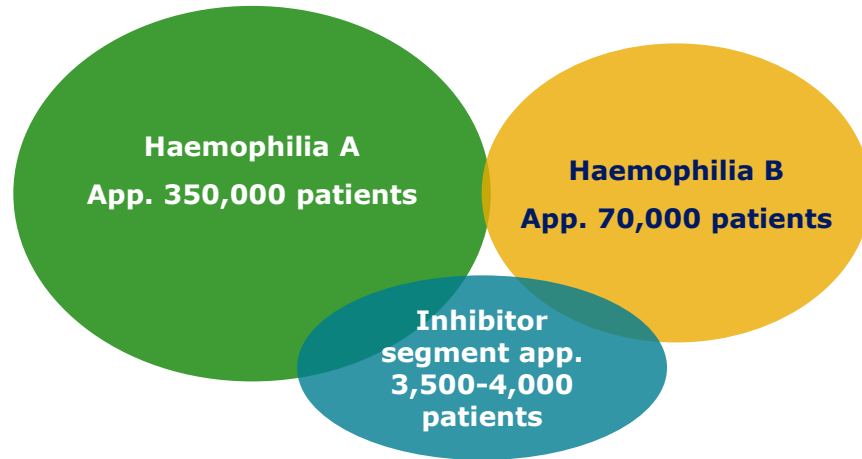 Haemophilia A
App. 350,000 patients
Haemophilia B
App. 70,000 patients
Inhibitor
segment app.
3,500-4,000
patients